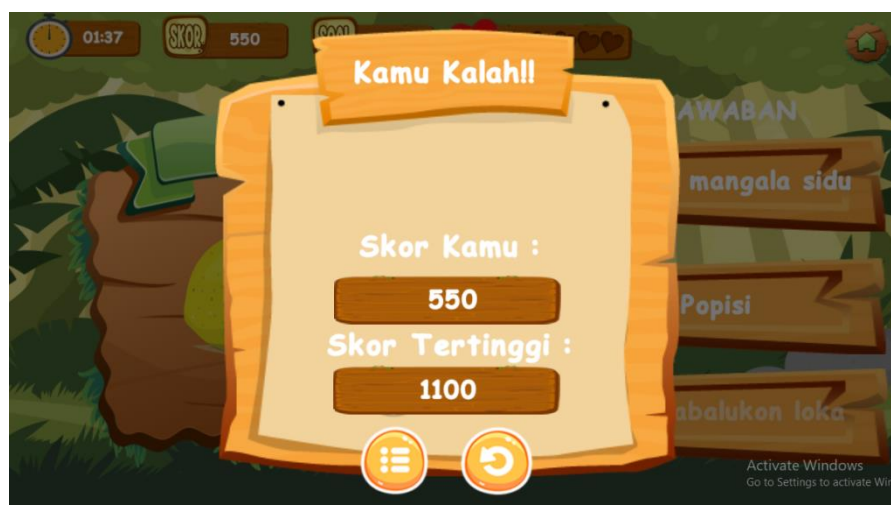 01:37
SKOR
550
SOAL
Kamu Kalah!!
AWABAN
mangala sidu
Skor Kamu :
550
Popisi
Skor Tertinggi :
1100
abalukon loka
Activate Windows
Go to Settings to activate Wi